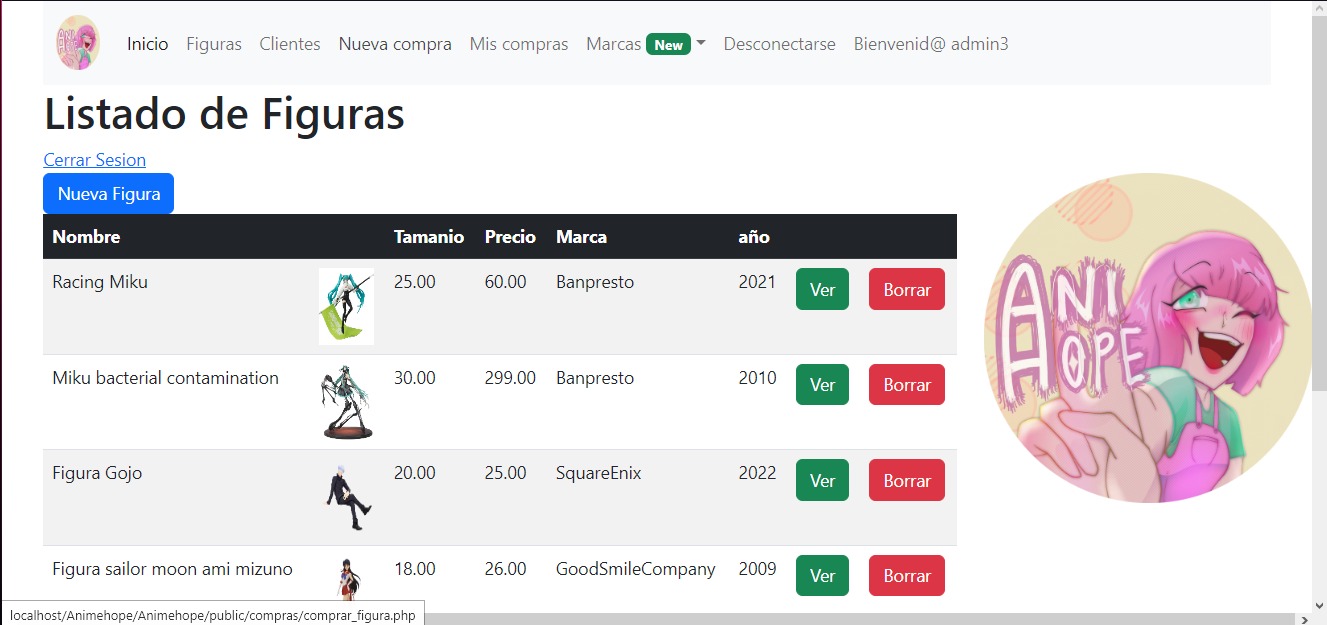 ANI HOPE Inicio Figuras Clientes Nueva compra Mis compras Marcas New Desconectarse Bienvenid@ admin3
Listado de Figuras
Cerrar Sesion
Nueva Figura
Nombre Tamanio Precio Marca año
Racing Miku 25.00 60.00 Banpresto 2021 Ver Borrar
Miku bacterial contamination 30.00 299.00 Banpresto 2010 Ver Borrar
Figura Gojo 20.00 25.00 SquareEnix 2022 Ver Borrar
Figura sailor moon ami mizuno 18.00 26.00 GoodSmileCompany 2009 Ver Borrar
ANI
HOPE
localhost/Animehope/Animehope/public/compras/comprar_figura.php